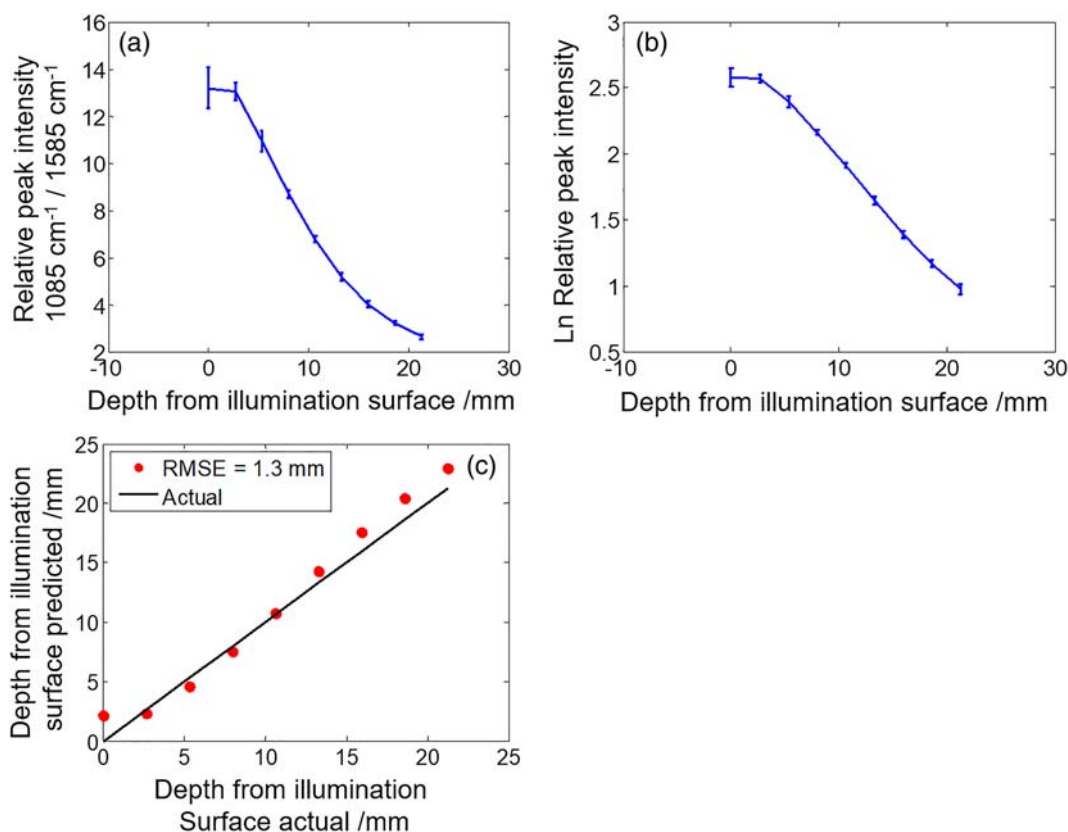 (a)
Relative peak intensity
1085 cm⁻¹ / 1585 cm⁻¹
16
14
12
10
8
6
4
2
-10 0 10 20 30
Depth from illumination surface /mm
(b)
Ln Relative peak intensity
3
2.5
2
1.5
1
0.5
-10 0 10 20 30
Depth from illumination surface /mm
(c)
RMSE = 1.3 mm
Actual
Depth from illumination
surface predicted /mm
25
20
15
10
5
0
0 5 10 15 20 25
Depth from illumination
Surface actual /mm